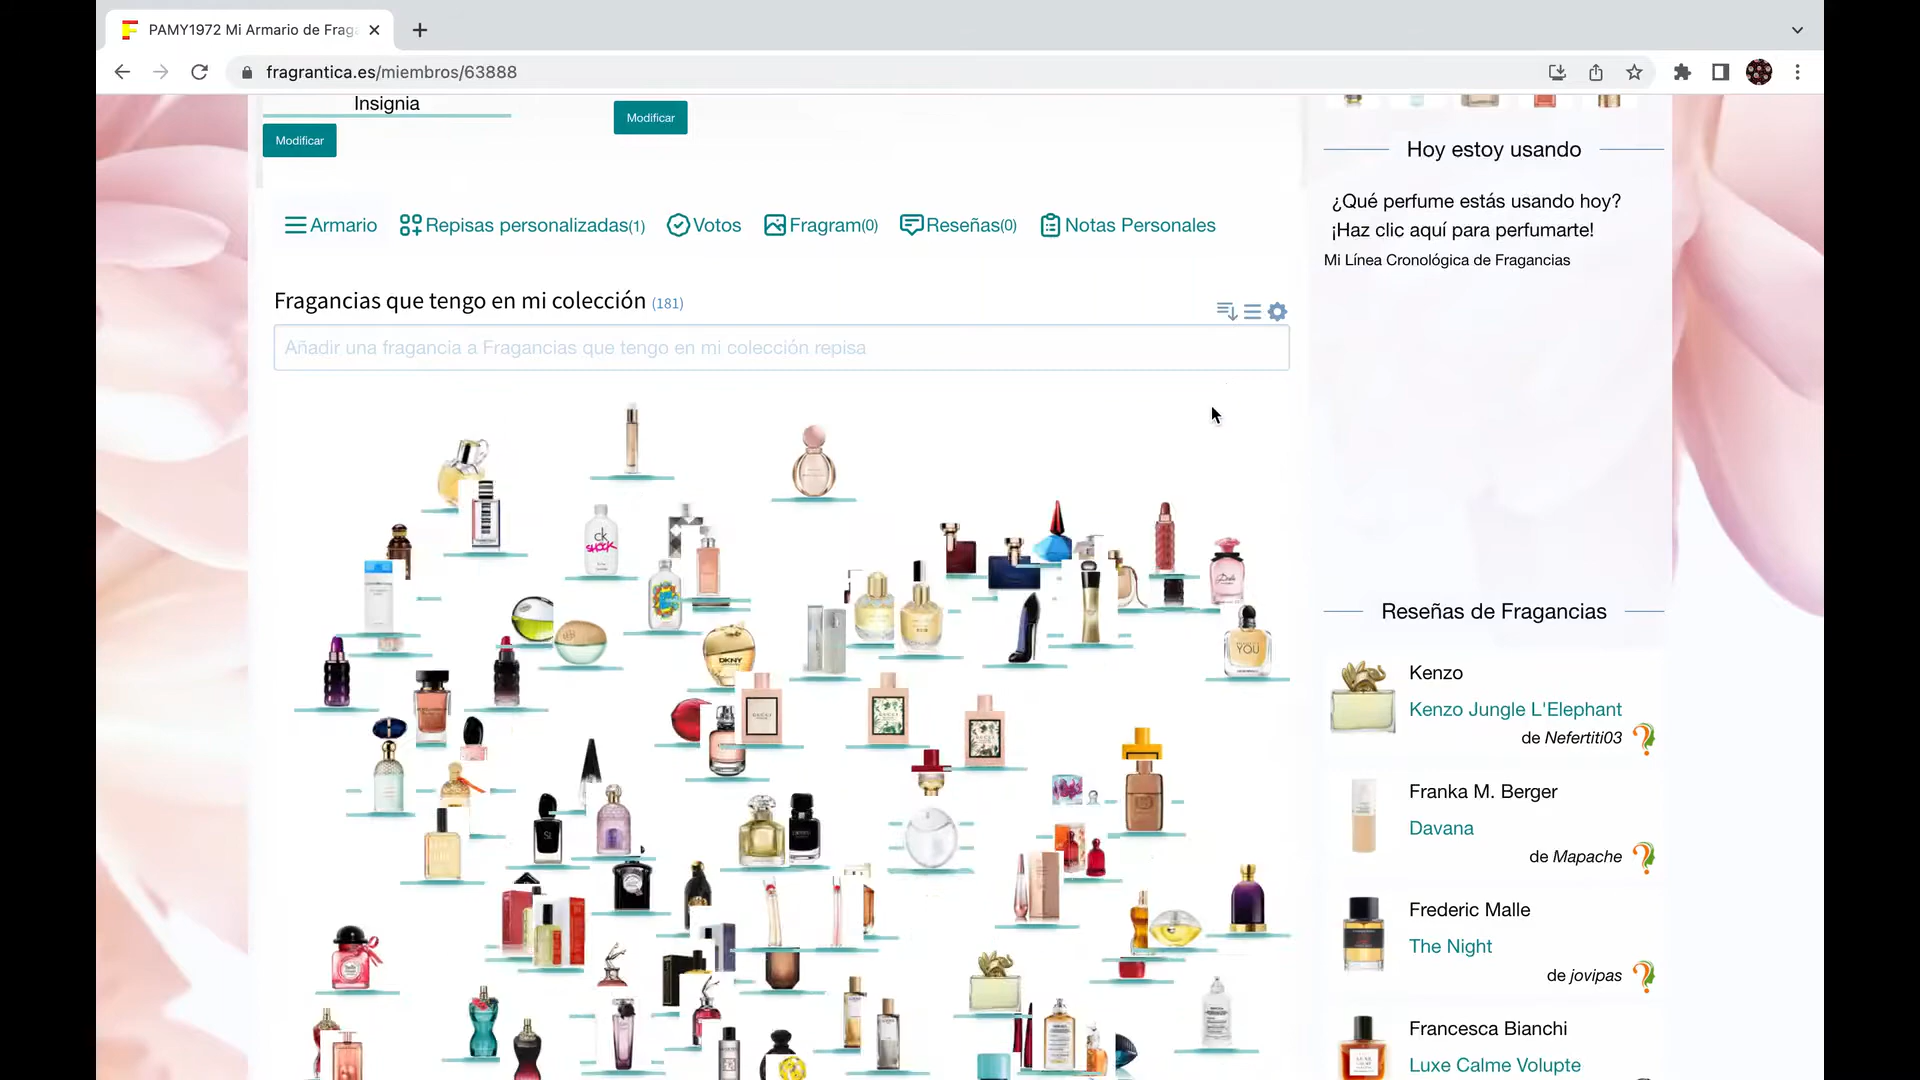 PAMY1972 Mi Armario de Frag
fragrantica.es/miembros/63888
Insignia
Modificar
Modificar
Armario
Repisas personalizadas(1)
Votos
Fragram(0)
Reseñas(0)
Notas Personales
Fragancias que tengo en mi colección (181)
Añadir una fragancia a Fragancias que tengo en mi colección repisa
ck
SHOCK
DKNY
YOU
Hoy estoy usando
¿Qué perfume estás usando hoy?
¡Haz clic aquí para perfumarte!
Mi Línea Cronológica de Fragancias
Reseñas de Fragancias
Kenzo
Kenzo Jungle L'Elephant
de Nefertiti03
Franka M. Berger
Davana
de Mapache
Frederic Malle
The Night
de jovipas
Francesca Bianchi
Luxe Calme Volupte